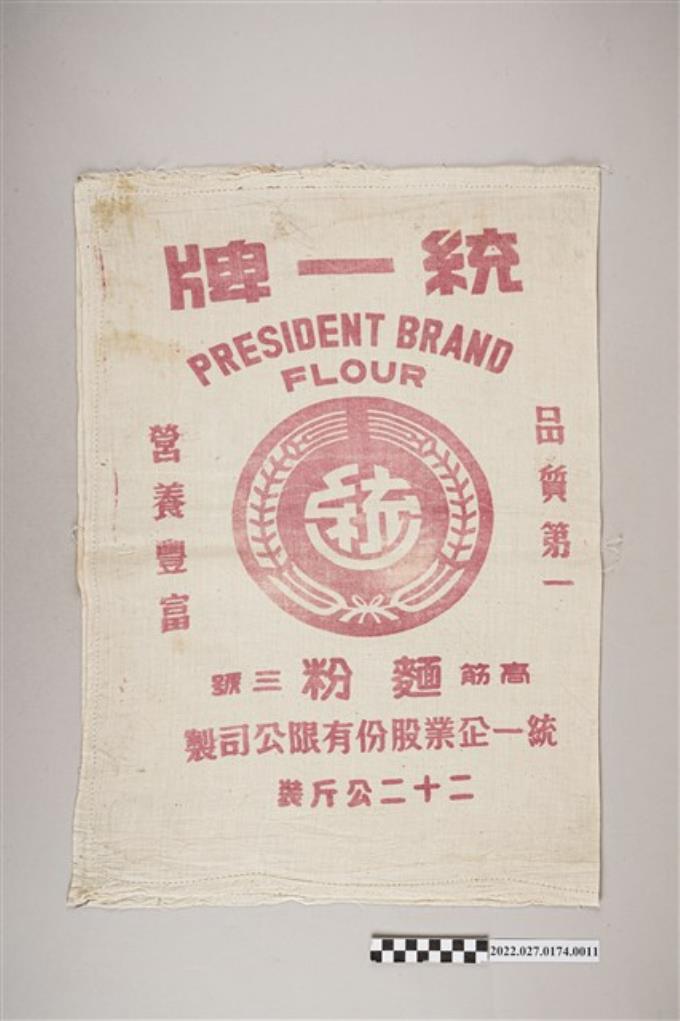 統一牌
PRESIDENT BRAND
FLOUR
品質第一
統
營養豐富
高筋麵粉三號
統一企業股份有限公司製
二十二公斤裝
2022.027.0174.0011